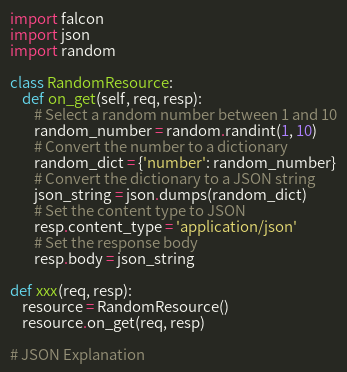 import falcon
import json
import random

class RandomResource:
    def on_get(self, req, resp):
        # Select a random number between 1 and 10
        random_number = random.randint(1, 10)
        # Convert the number to a dictionary
        random_dict = {'number': random_number}
        # Convert the dictionary to a JSON string
        json_string = json.dumps(random_dict)
        # Set the content type to JSON
        resp.content_type = 'application/json'
        # Set the response body
        resp.body = json_string

def xxx(req, resp):
    resource = RandomResource()
    resource.on_get(req, resp)

# JSON Explanation